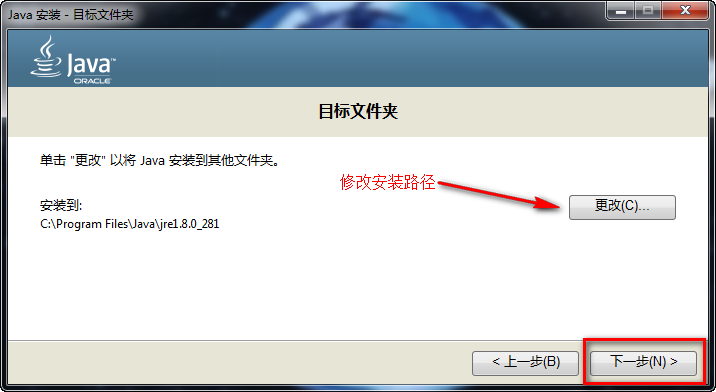 Java 安装 - 目标文件夹
Java™
ORACLE
目标文件夹
单击 "更改" 以将 Java 安装到其他文件夹。
修改安装路径
安装到:
更改(C)...
C:\Program Files\Java\jre1.8.0_281
< 上一步(B)
下一步(N) >